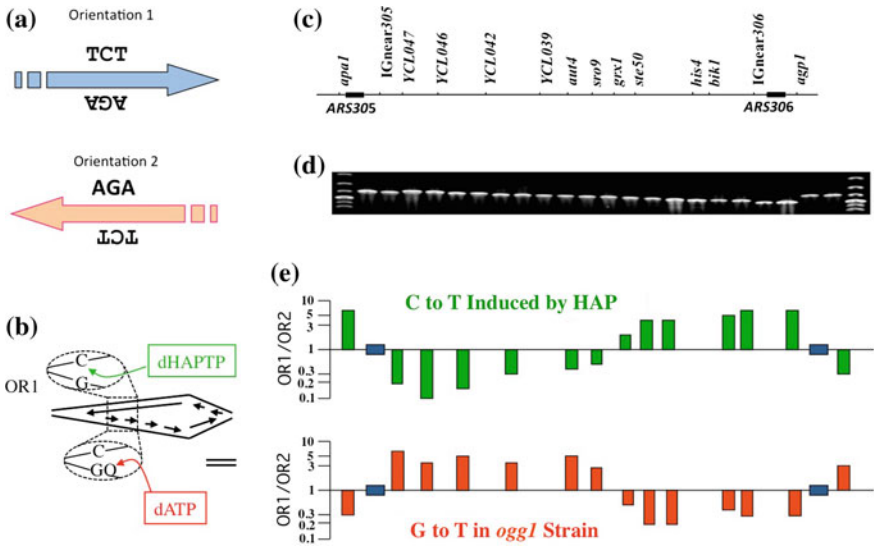 (a)
Orientation 1
TCT
AGA
Orientation 2
AGA
TCT
(b)
OR1
C
G
dHAPTP
C
GO
dATP
(c)
apa1
IGnear305
YCL047
YCL046
YCL042
YCL039
aut4
sro9
grx1
ste50
his4
bik1
IGnear306
agp1
ARS305
ARS306
(d)
(e)
C to T Induced by HAP
OR1/OR2
10
5
3
1
0.3
0.2
0.1
G to T in ogg1 Strain
OR1/OR2
10
5
3
1
0.3
0.2
0.1